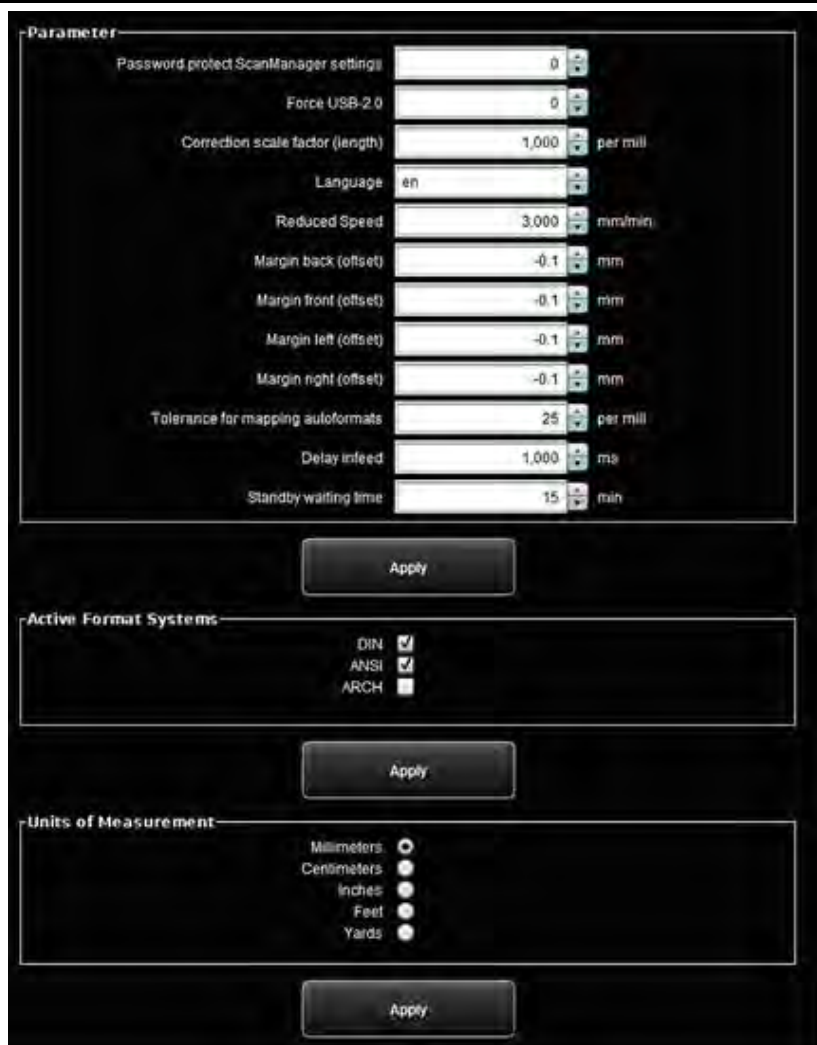 Parameter
Password protect ScanManager settings 0
Force USB-2.0 0
Correction scale factor (length) 1,000 per mill
Language en
Reduced Speed 3,000 mm/min
Margin back (offset) -0.1 mm
Margin front (offset) -0.1 mm
Margin left (offset) -0.1 mm
Margin right (offset) -0.1 mm
Tolerance for mapping autoformats 25 per mill
Delay infeed 1,000 ms
Standby waiting time 15 min
Apply
Active Format Systems
DIN
ANSI
ARCH
Apply
Units of Measurement
Millimeters
Centimeters
Inches
Feet
Yards
Apply